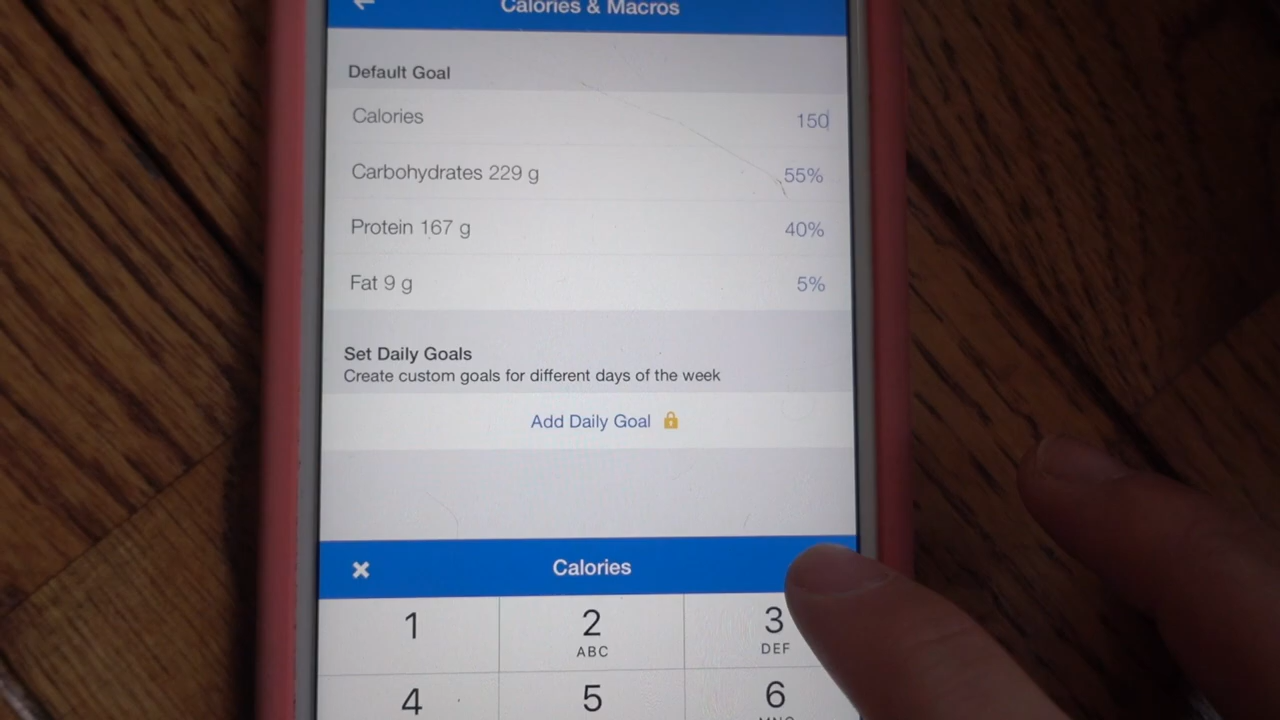 Calories & Macros
Default Goal
Calories 150
Carbohydrates 229 g 55%
Protein 167 g 40%
Fat 9 g 5%
Set Daily Goals
Create custom goals for different days of the week
Add Daily Goal
Calories
1 2 3
ABC DEF
4 5 6